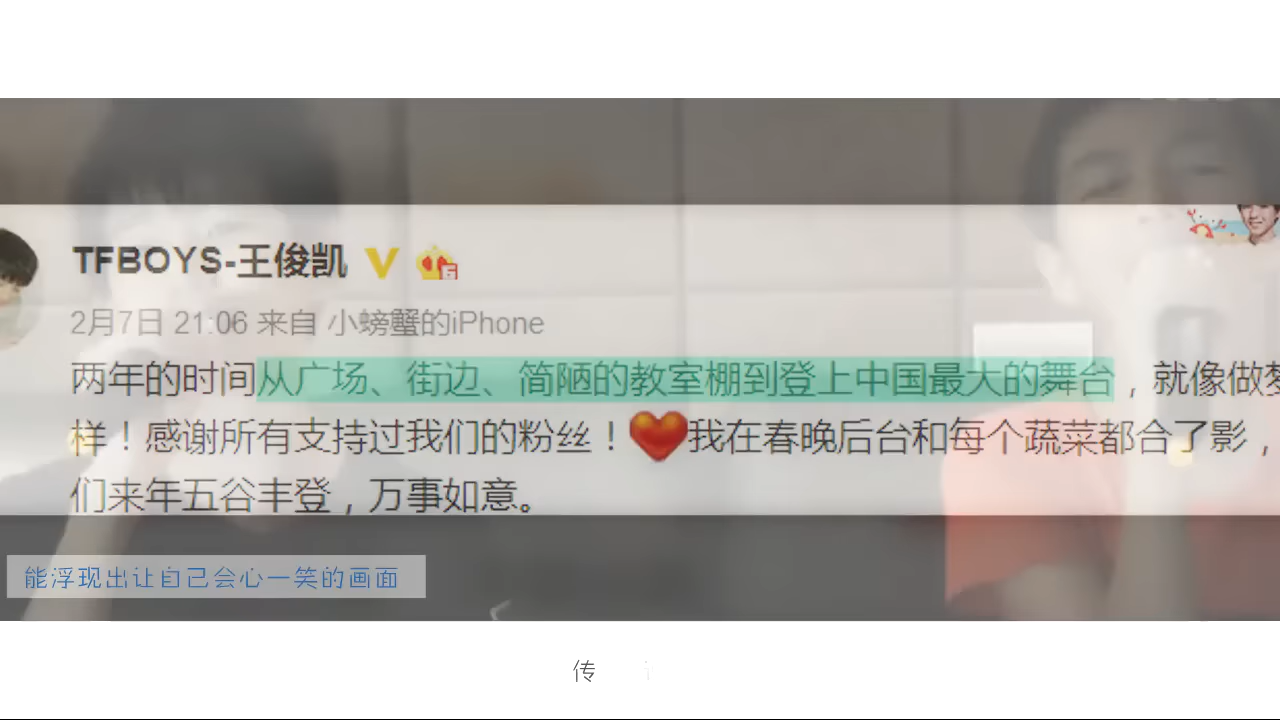 TFBOYS-王俊凯
2月7日 21:06 来自 小螃蟹的iPhone
两年的时间从广场、街边、简陋的教室棚到登上中国最大的舞台，就像做梦
样！感谢所有支持过我们的粉丝！我在春晚后台和每个蔬菜都合了影，
们来年五谷丰登，万事如意。
能浮现出让自己会心一笑的画面
传